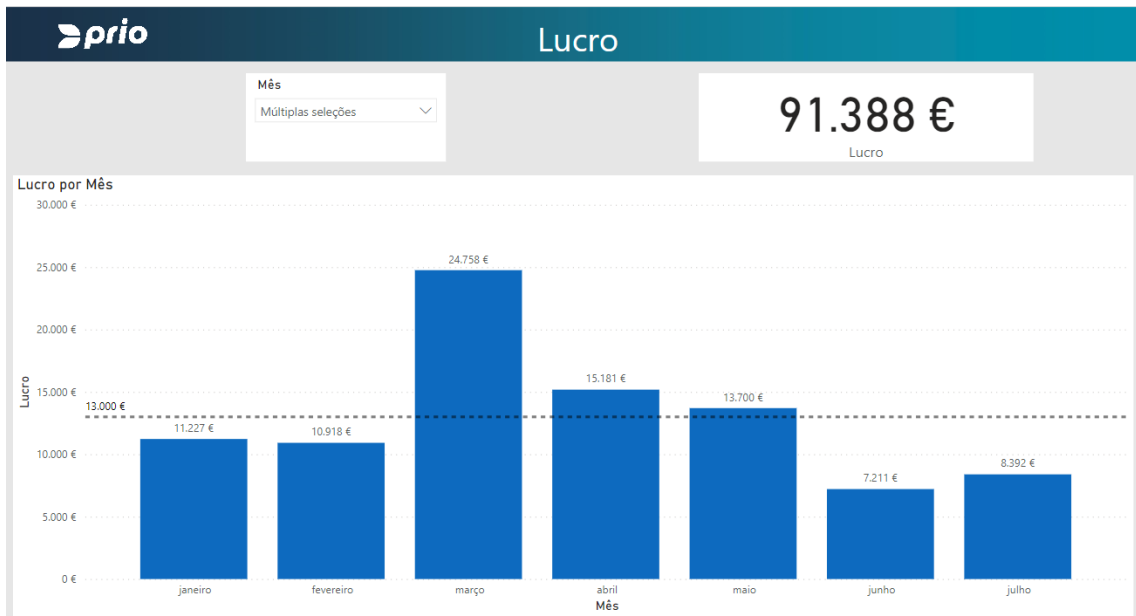 prio
Lucro
Mês
Múltiplas seleções
91.388 €
Lucro
Lucro por Mês
30.000 €
25.000 €
20.000 €
15.000 €
10.000 €
5.000 €
0 €
Lucro
13.000 €
11.227 €
10.918 €
24.758 €
15.181 €
13.700 €
7.211 €
8.392 €
janeiro
fevereiro
março
abril
maio
junho
julho
Mês